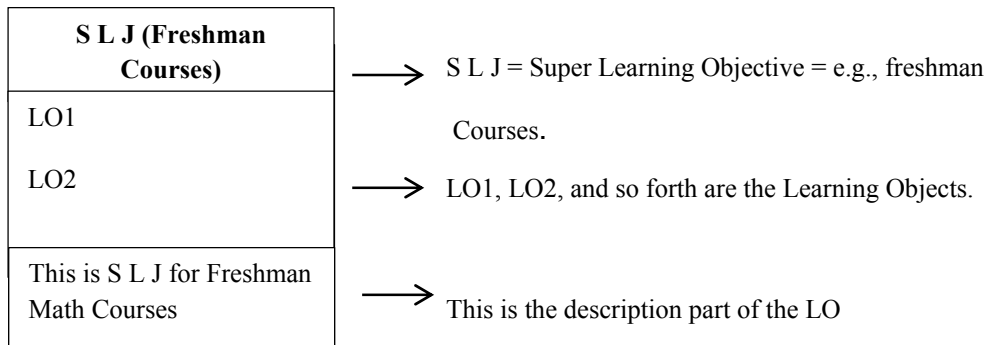 S L J (Freshman
Courses)
S L J = Super Learning Objective = e.g., freshman
Courses.
LO1
LO2
LO1, LO2, and so forth are the Learning Objects.
This is S L J for Freshman
Math Courses
This is the description part of the LO